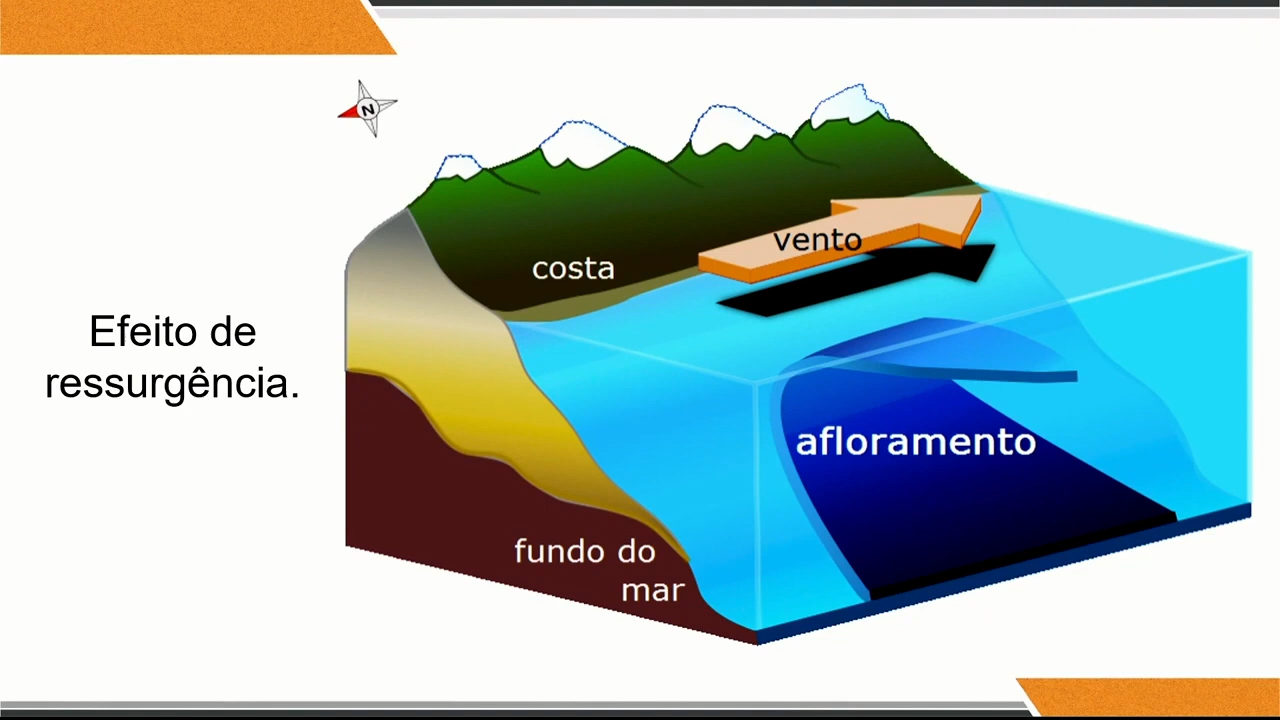 N
vento
costa
Efeito de
ressurgência.
afloramento
fundo do
mar